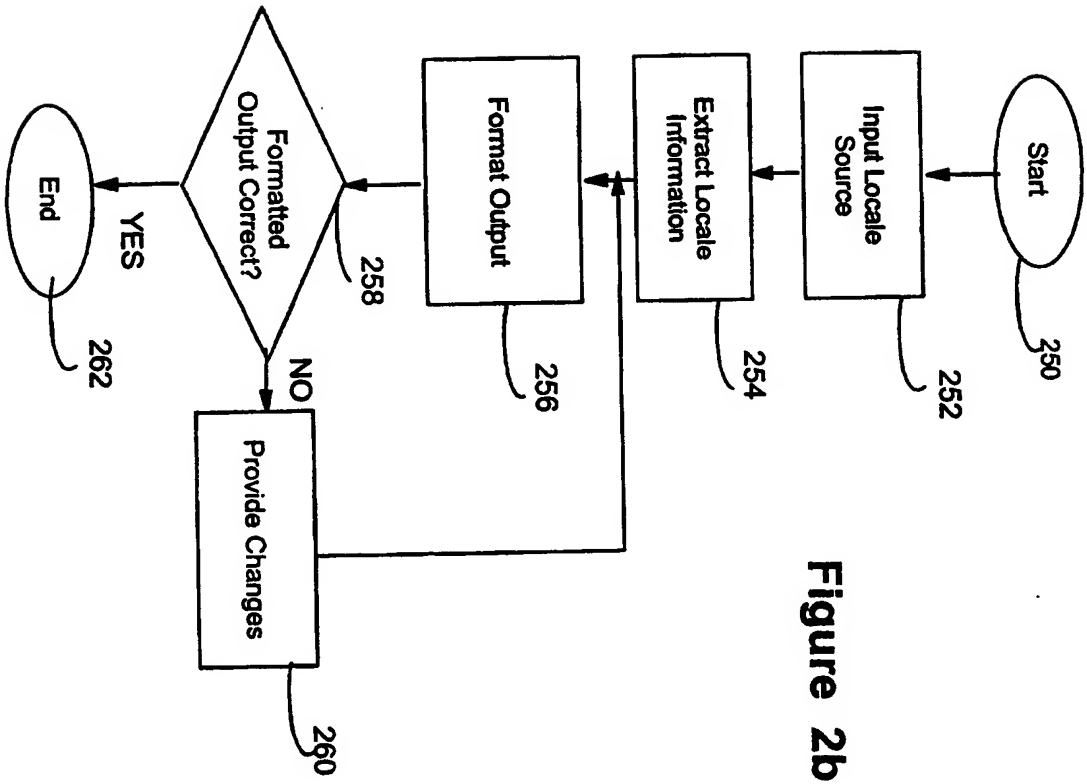 Start
250
Input Locale
Source
252
Extract Locale
Information
254
Format Output
256
Formatted
Output Correct?
258
YES
NO
Provide Changes
260
End
262
Figure 2b